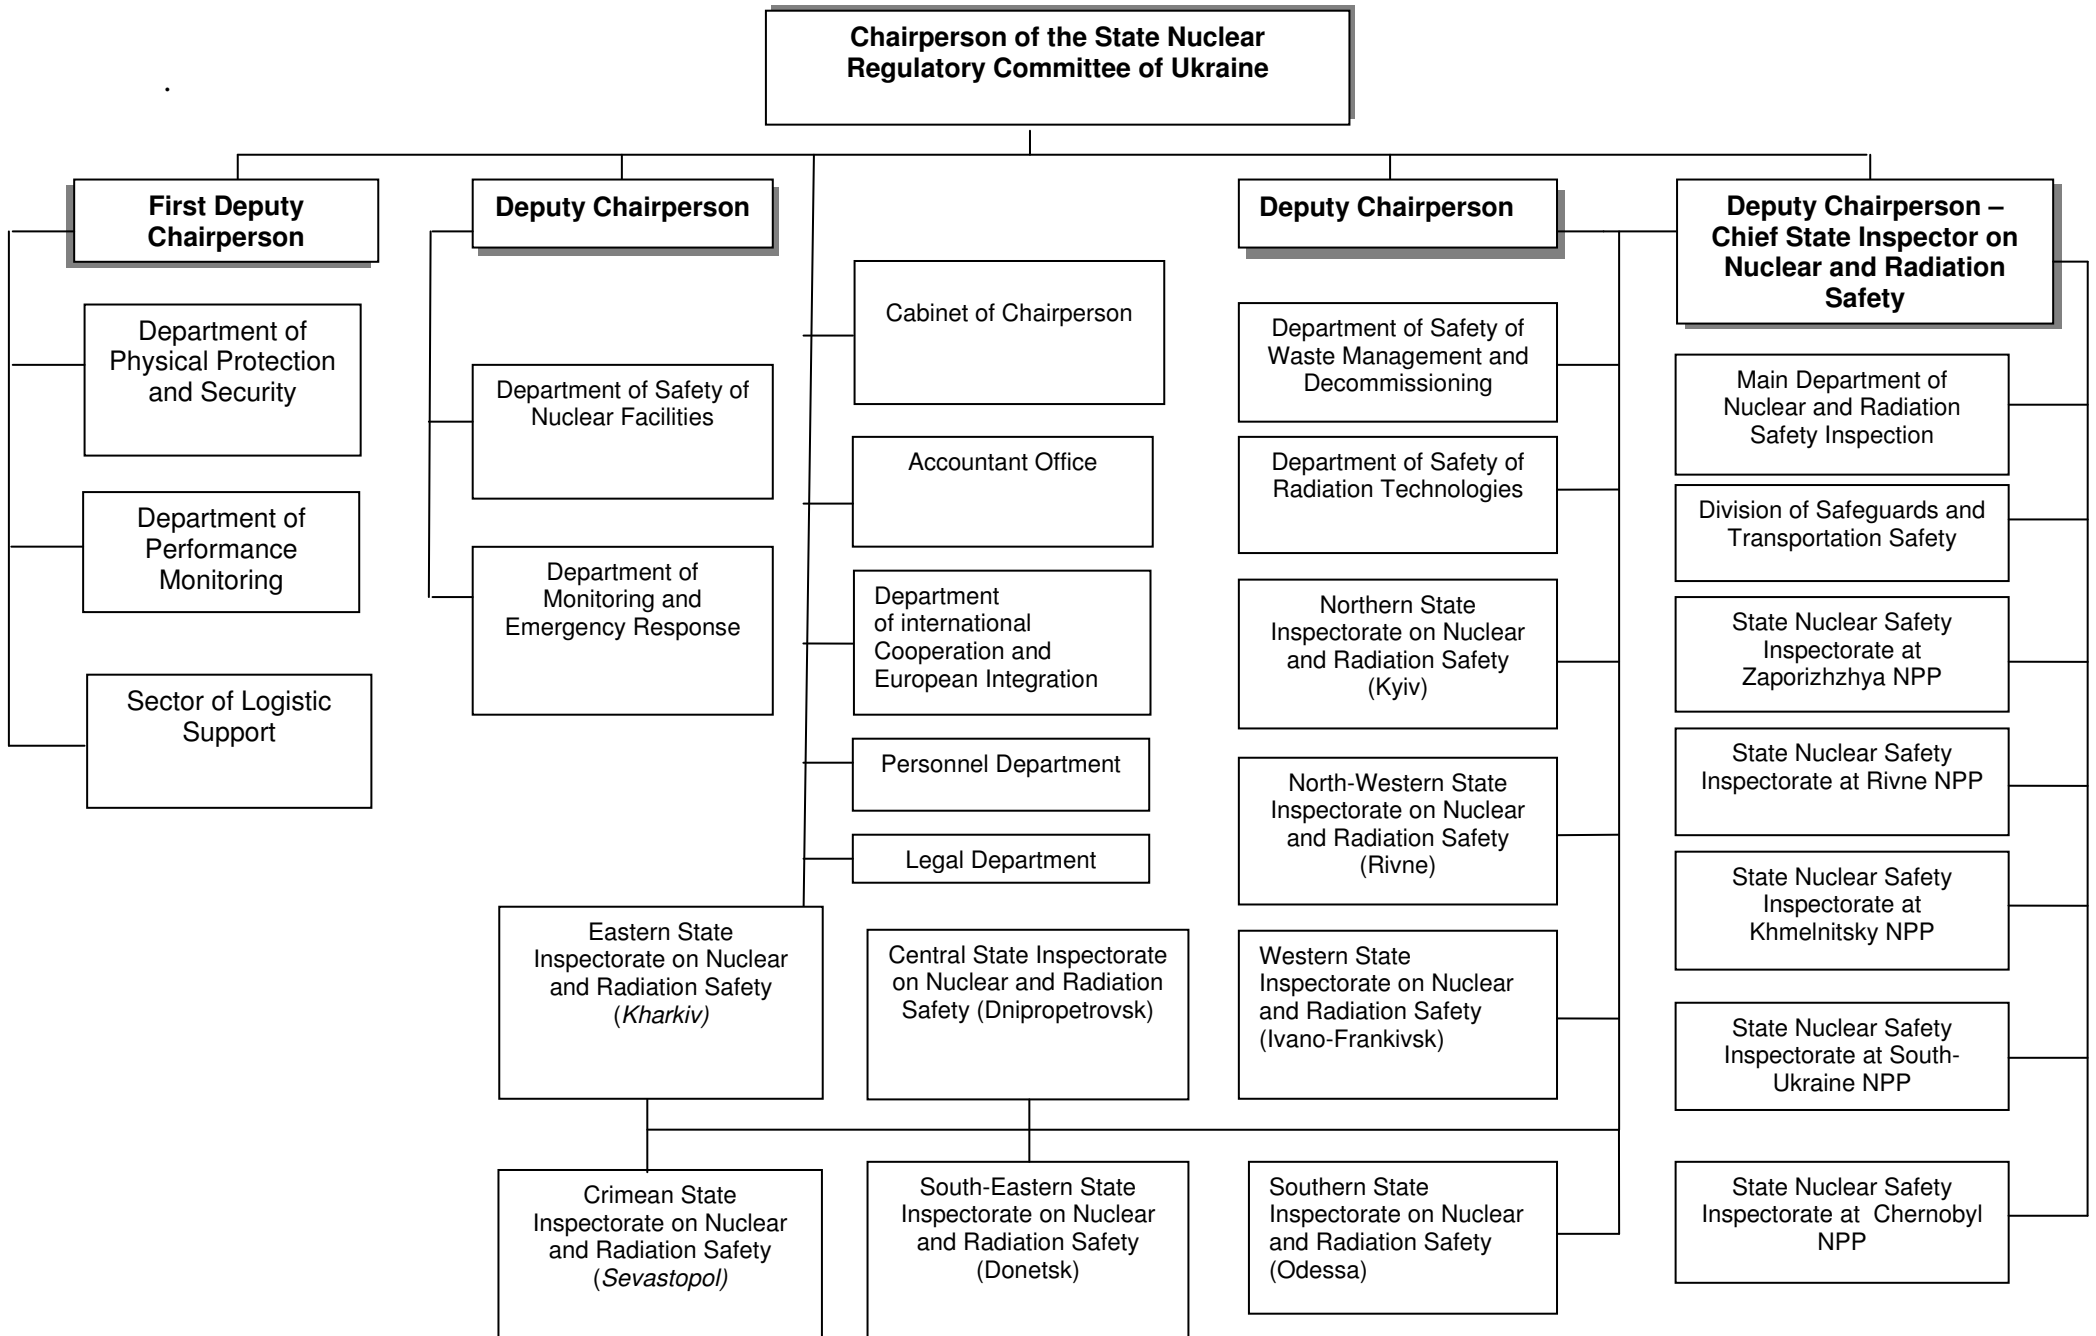 Chairperson of the State Nuclear
Regulatory Committee of Ukraine
.
First Deputy
Chairperson
Department of
Physical Protection
and Security
Department of
Performance
Monitoring
Sector of Logistic
Support
Deputy Chairperson
Department of Safety of
Nuclear Facilities
Department of
Monitoring and
Emergency Response
Cabinet of Chairperson
Accountant Office
Department
of international
Cooperation and
European Integration
Personnel Department
Legal Department
Deputy Chairperson
Department of Safety of
Waste Management and
Decommissioning
Department of Safety of
Radiation Technologies
Northern State
Inspectorate on Nuclear
and Radiation Safety
(Kyiv)
North-Western State
Inspectorate on Nuclear
and Radiation Safety
(Rivne)
Western State
Inspectorate on Nuclear
and Radiation Safety
(Ivano-Frankivsk)
Southern State
Inspectorate on Nuclear
and Radiation Safety
(Odessa)
Eastern State
Inspectorate on Nuclear
and Radiation Safety
(Kharkiv)
Central State Inspectorate
on Nuclear and Radiation
Safety (Dnipropetrovsk)
Crimean State
Inspectorate on Nuclear
and Radiation Safety
(Sevastopol)
South-Eastern State
Inspectorate on Nuclear
and Radiation Safety
(Donetsk)
Deputy Chairperson –
Chief State Inspector on
Nuclear and Radiation
Safety
Main Department of
Nuclear and Radiation
Safety Inspection
Division of Safeguards and
Transportation Safety
State Nuclear Safety
Inspectorate at
Zaporizhzhya NPP
State Nuclear Safety
Inspectorate at Rivne NPP
State Nuclear Safety
Inspectorate at
Khmelnitsky NPP
State Nuclear Safety
Inspectorate at South-
Ukraine NPP
State Nuclear Safety
Inspectorate at  Chernobyl
NPP